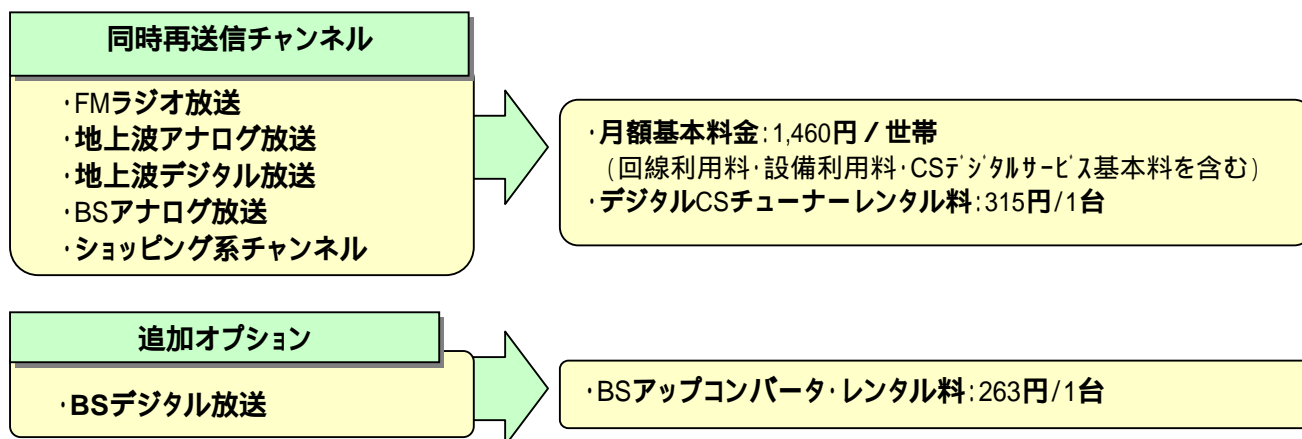 同時再送信チャンネル
・FMラジオ放送
・地上波アナログ放送
・地上波デジタル放送
・BSアナログ放送
・ショッピング系チャンネル
・月額基本料金:1,460円/世帯
(回線利用料・設備利用料・CSデジタルサービス基本料を含む)
・デジタルCSチューナーレンタル料:315円/1台
追加オプション
・BSデジタル放送
・BSアップコンバータ・レンタル料:263円/1台